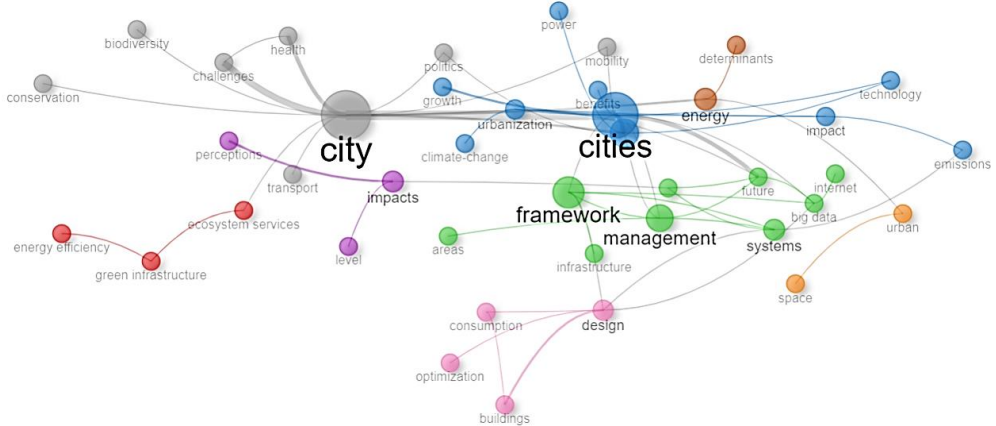 power
biodiversity
health
politics
mobility
determinants
challenges
conservation
growth
benefits
technology
energy
urbanization
impact
city
cities
climate-change
perceptions
emissions
transport
impacts
future
internet
framework
big data
ecosystem services
urban
energy efficiency
areas
management
systems
level
green infrastructure
infrastructure
space
consumption
design
optimization
buildings